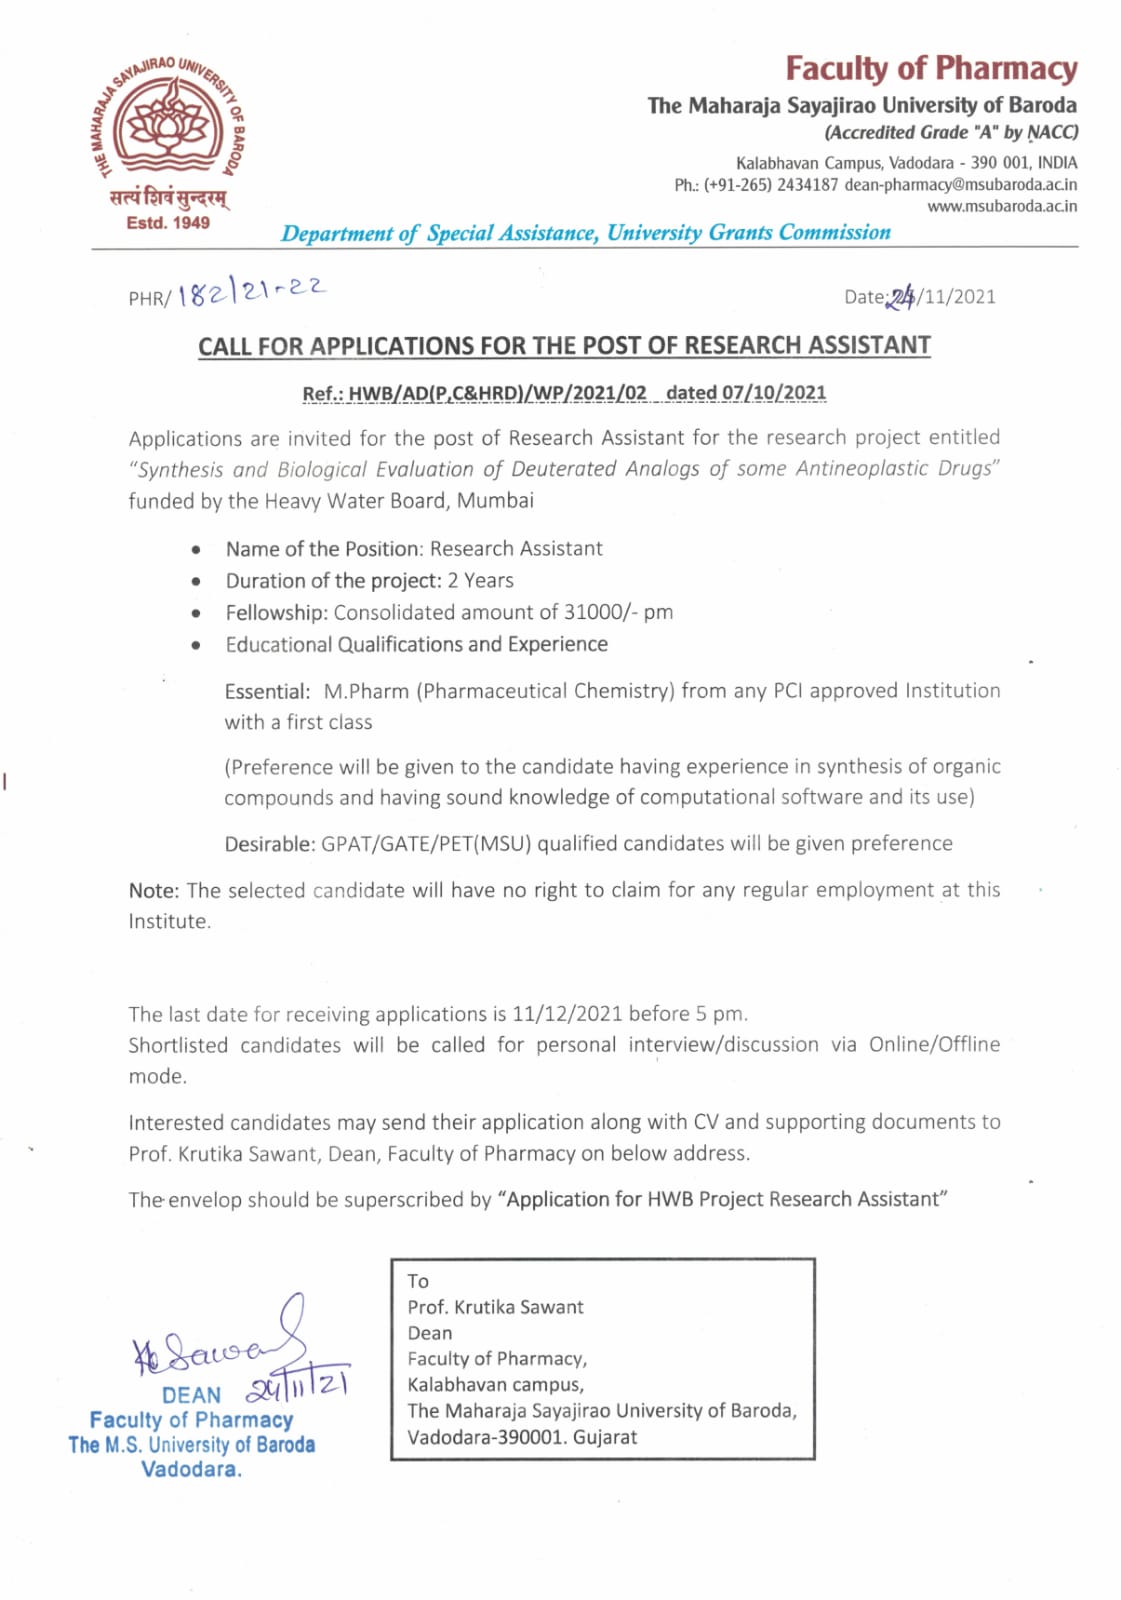 THE MAHARAJA SAYAJIRAO UNIVERSITY OF BARODA
सत्यं शिवं सुन्दरम्
Estd. 1949
Faculty of Pharmacy
The Maharaja Sayajirao University of Baroda
(Accredited Grade "A" by NACC)
Kalabhavan Campus, Vadodara - 390 001, INDIA
Ph.: (+91-265) 2434187 dean-pharmacy@msubaroda.ac.in
www.msubaroda.ac.in
Department of Special Assistance, University Grants Commission
PHR/ 182/21-22
Date:24/11/2021
CALL FOR APPLICATIONS FOR THE POST OF RESEARCH ASSISTANT
Ref.: HWB/AD(P,C&HRD)/WP/2021/02 dated 07/10/2021
Applications are invited for the post of Research Assistant for the research project entitled
“Synthesis and Biological Evaluation of Deuterated Analogs of some Antineoplastic Drugs”
funded by the Heavy Water Board, Mumbai
• Name of the Position: Research Assistant
• Duration of the project: 2 Years
• Fellowship: Consolidated amount of 31000/- pm
• Educational Qualifications and Experience
Essential: M.Pharm (Pharmaceutical Chemistry) from any PCI approved Institution
with a first class
(Preference will be given to the candidate having experience in synthesis of organic
compounds and having sound knowledge of computational software and its use)
Desirable: GPAT/GATE/PET(MSU) qualified candidates will be given preference
Note: The selected candidate will have no right to claim for any regular employment at this
Institute.
The last date for receiving applications is 11/12/2021 before 5 pm.
Shortlisted candidates will be called for personal interview/discussion via Online/Offline
mode.
Interested candidates may send their application along with CV and supporting documents to
Prof. Krutika Sawant, Dean, Faculty of Pharmacy on below address.
The envelop should be superscribed by “Application for HWB Project Research Assistant”
K Sawant
24/11/21
DEAN
Faculty of Pharmacy
The M.S. University of Baroda
Vadodara.
To
Prof. Krutika Sawant
Dean
Faculty of Pharmacy,
Kalabhavan campus,
The Maharaja Sayajirao University of Baroda,
Vadodara-390001. Gujarat